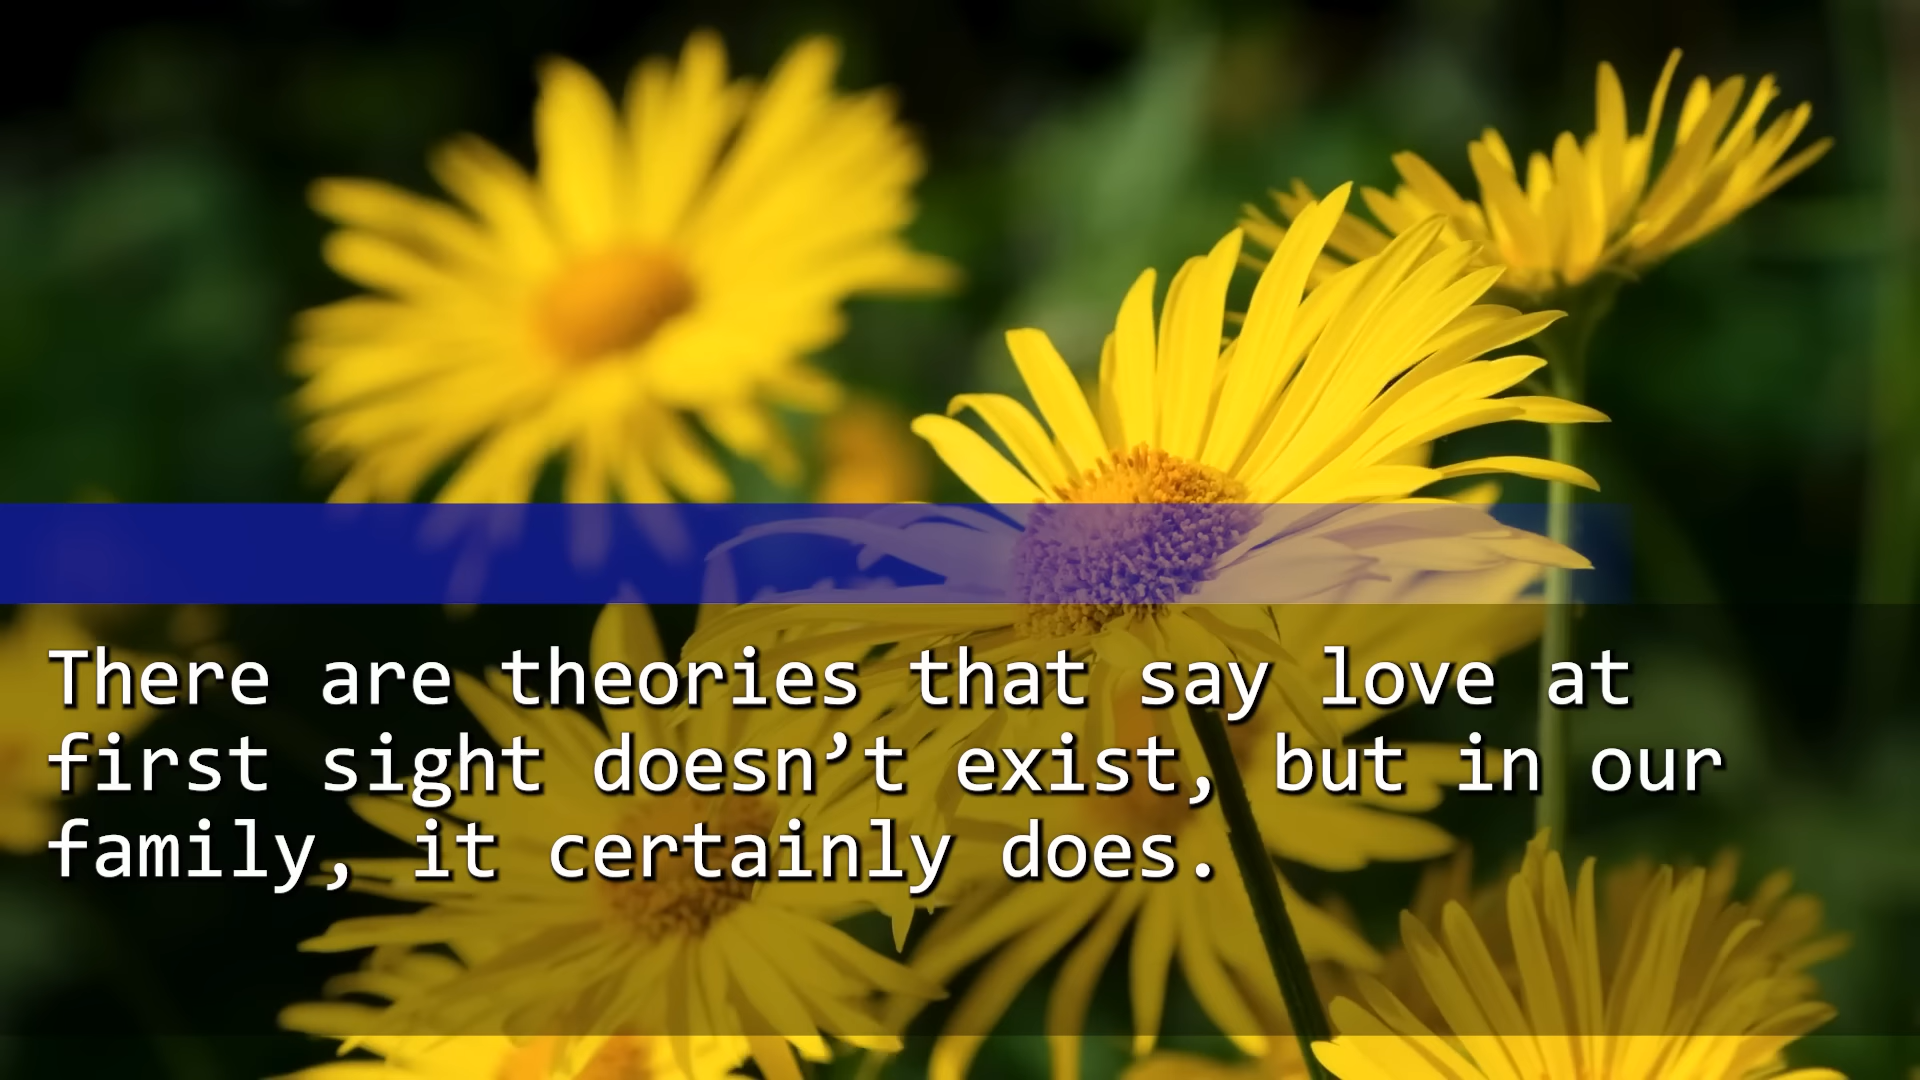 There are theories that say love at
first sight doesn’t exist, but in our
family, it certainly does.